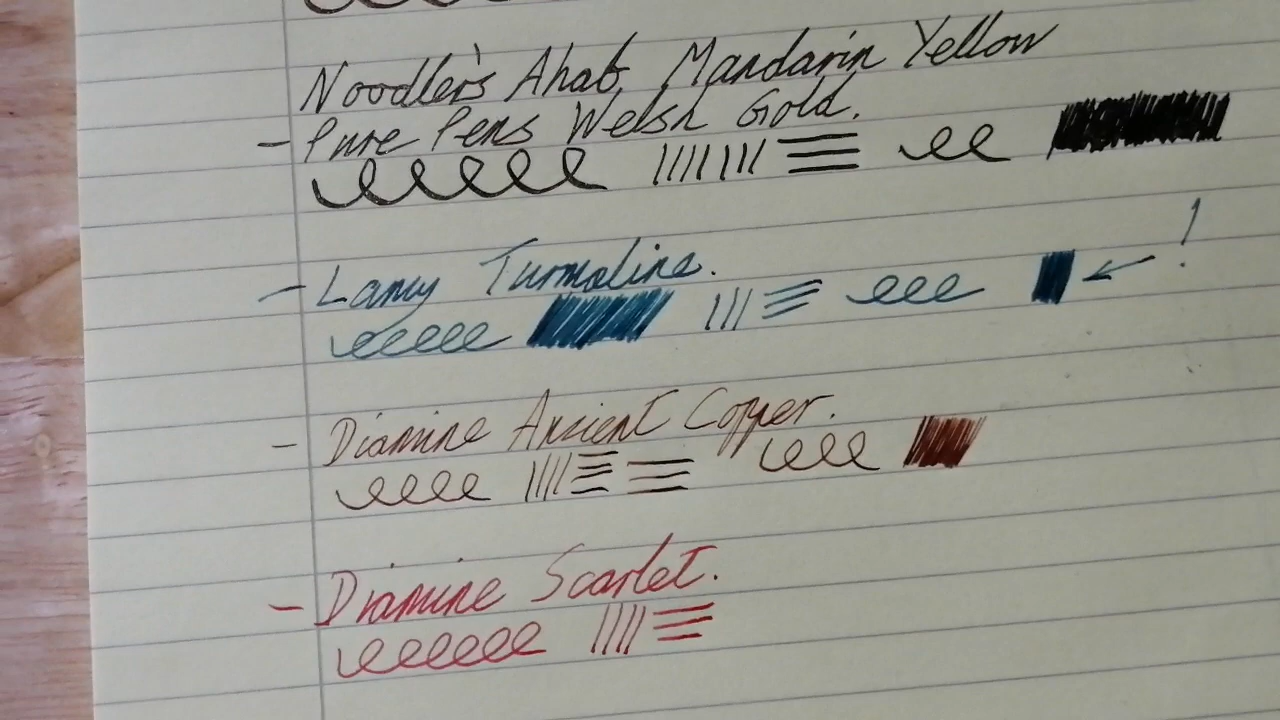 Noodler's Ahab Mandarin Yellow
- Pure Pens Welsh Gold.
- Lamy Turmaline. !
- Diamine Ancient Copper.
- Diamine Scarlet.